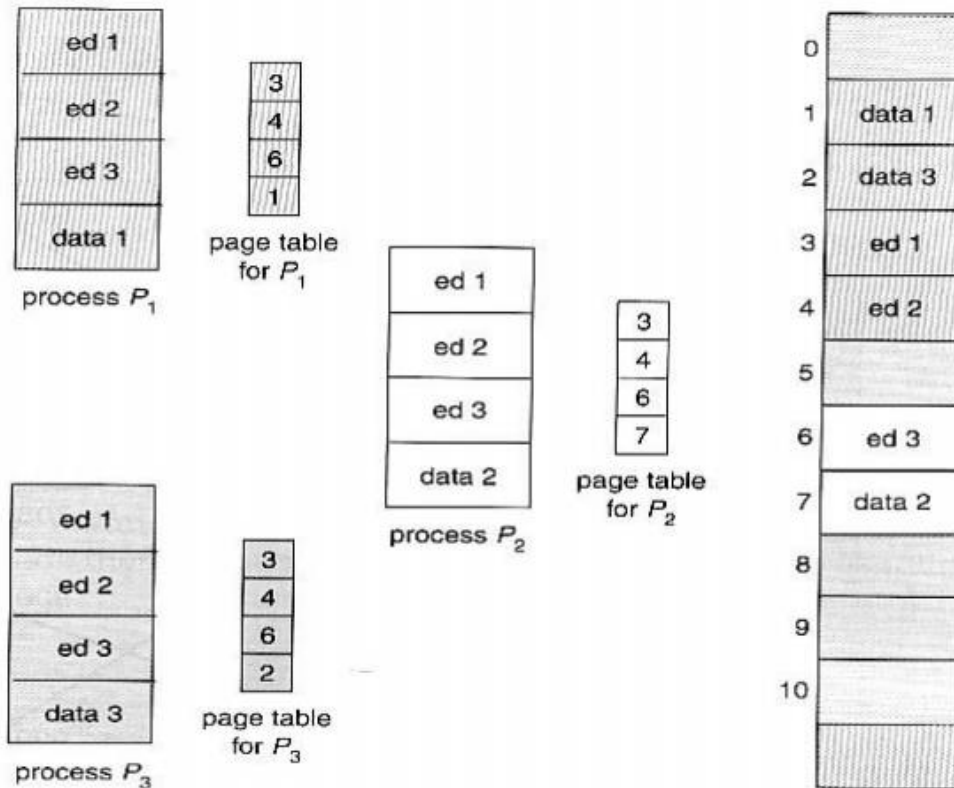 ed 1
ed 2
ed 3
data 1
process P1
3
4
6
1
page table
for P1
ed 1
ed 2
ed 3
data 2
process P2
3
4
6
7
page table
for P2
ed 1
ed 2
ed 3
data 3
process P3
3
4
6
2
page table
for P3
0
1 data 1
2 data 3
3 ed 1
4 ed 2
5
6 ed 3
7 data 2
8
9
10